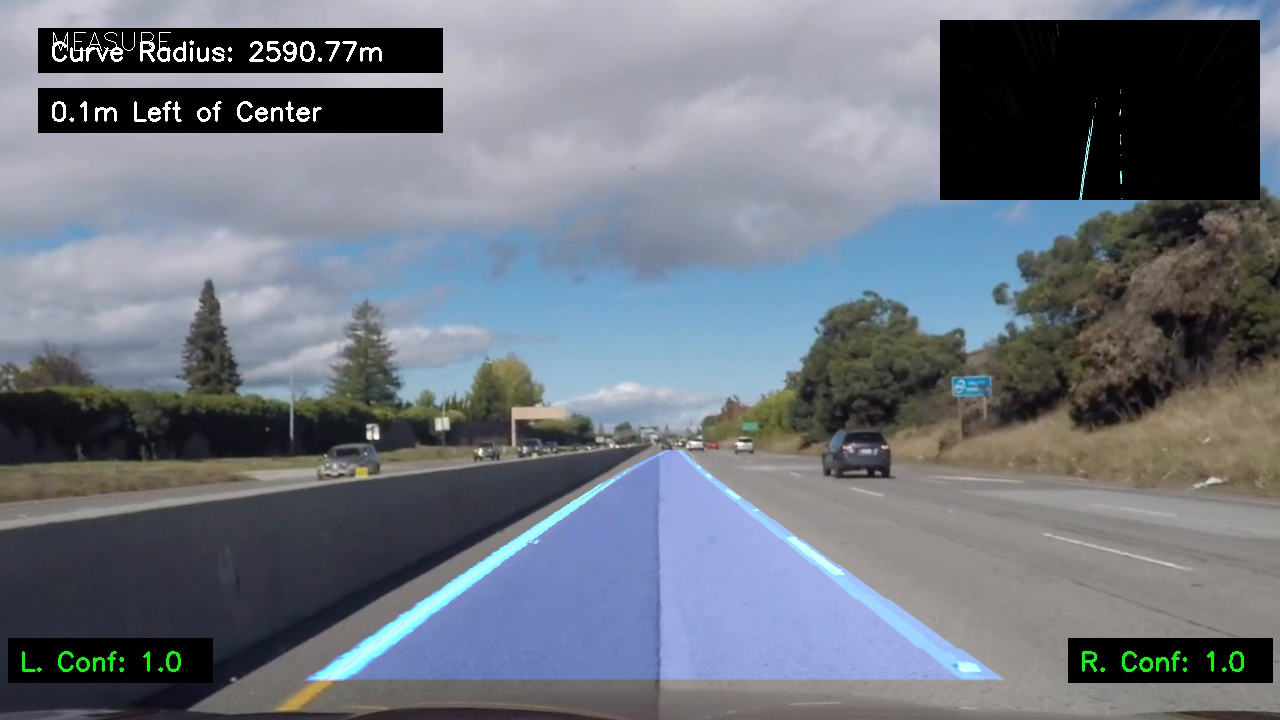 MEASURE
Curve Radius: 2590.77m
0.1m Left of Center
L. Conf: 1.0
R. Conf: 1.0